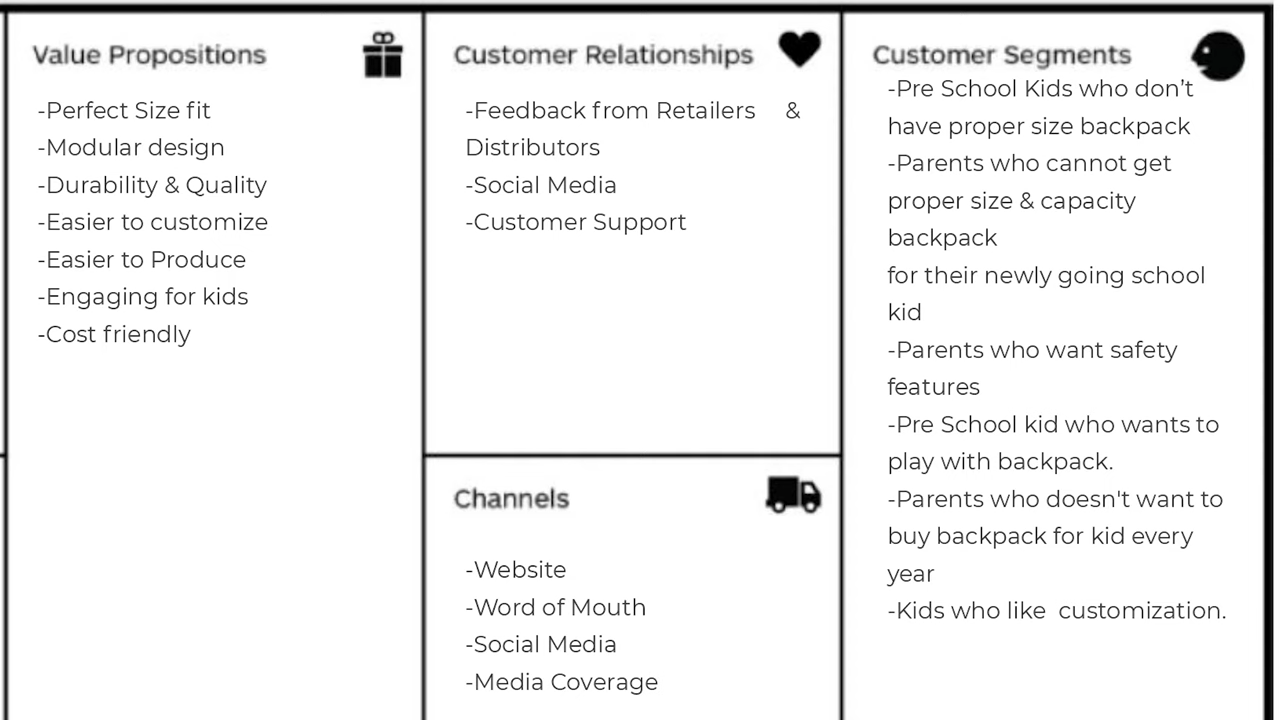 Value Propositions
-Perfect Size fit
-Modular design
-Durability & Quality
-Easier to customize
-Easier to Produce
-Engaging for kids
-Cost friendly
Customer Relationships
-Feedback from Retailers &
Distributors
-Social Media
-Customer Support
Channels
-Website
-Word of Mouth
-Social Media
-Media Coverage
Customer Segments
-Pre School Kids who don’t
have proper size backpack
-Parents who cannot get
proper size & capacity
backpack
for their newly going school
kid
-Parents who want safety
features
-Pre School kid who wants to
play with backpack.
-Parents who doesn't want to
buy backpack for kid every
year
-Kids who like  customization.